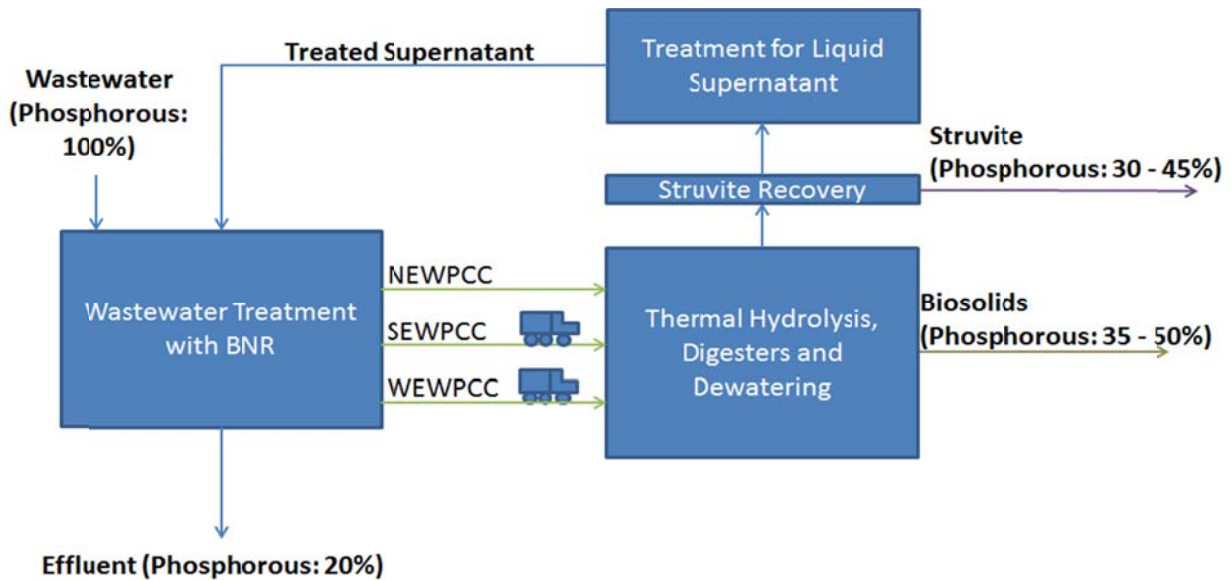 Treated Supernatant
Treatment for Liquid
Supernatant
Wastewater
(Phosphorous:
100%)
Struvite
(Phosphorous: 30 - 45%)
Struvite Recovery
NEWPCC
Wastewater Treatment
with BNR
SEWPCC
WEWPCC
Thermal Hydrolysis,
Digesters and
Dewatering
Biosolids
(Phosphorous: 35 - 50%)
Effluent (Phosphorous: 20%)